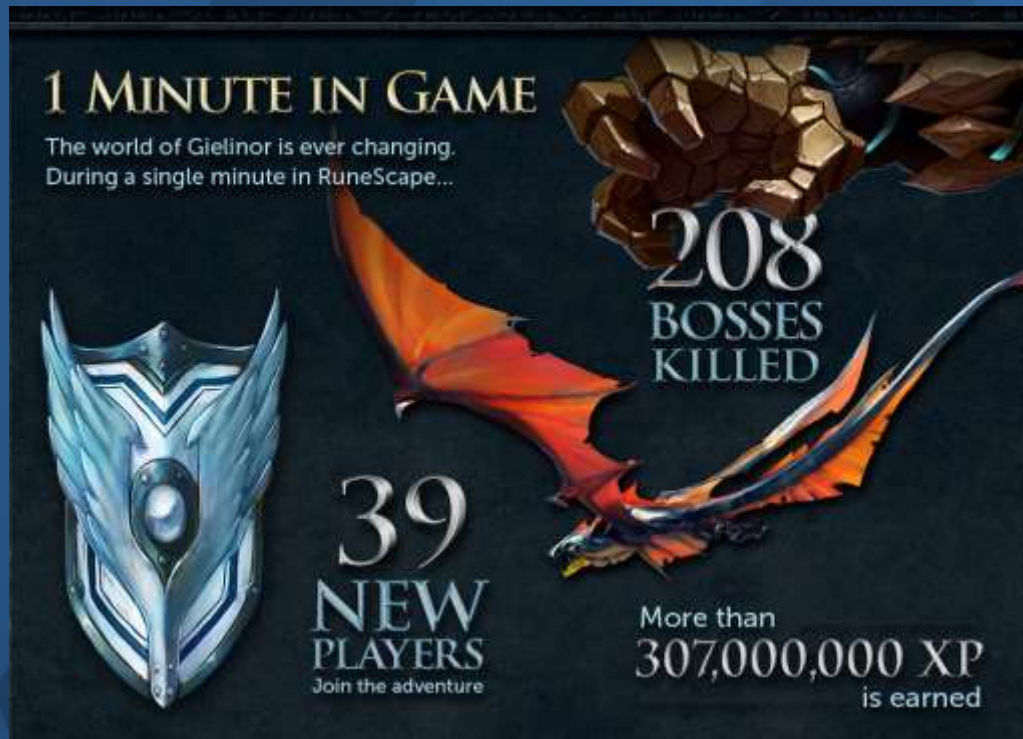 1 MINUTE IN GAME
The world of Gielinor is ever changing.
During a single minute in RuneScape...
208
BOSSES
KILLED
39
NEW
PLAYERS
Join the adventure
More than
307,000,000 XP
is earned